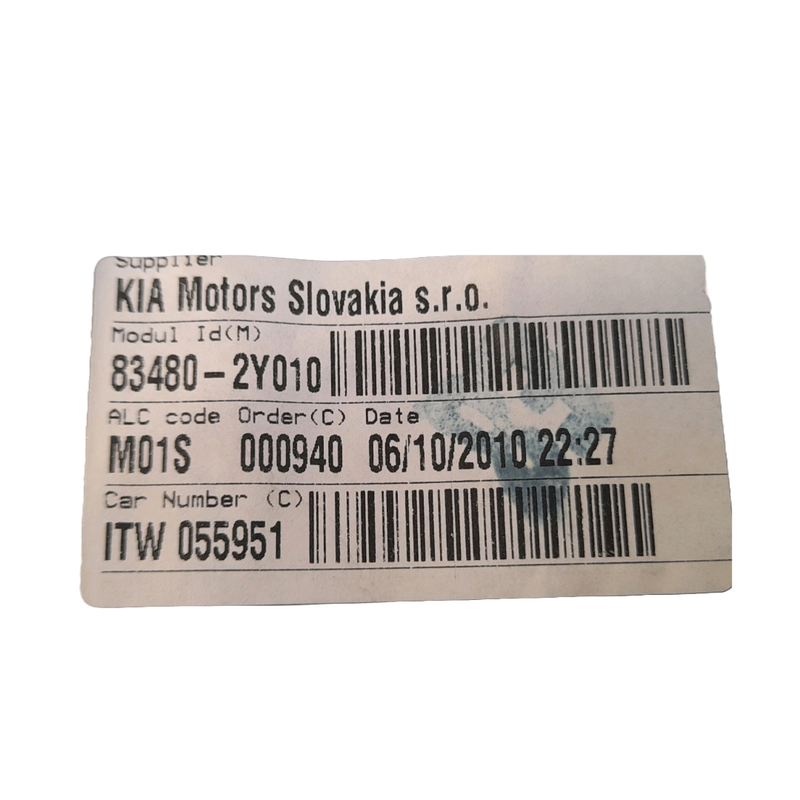 Supplier
KIA Motors Slovakia s.r.o.
Modul Id(M)
83480-2Y010
ALC code Order(C) Date
M01S 000940 06/10/2010 22:27
Car Number (C)
ITW 055951